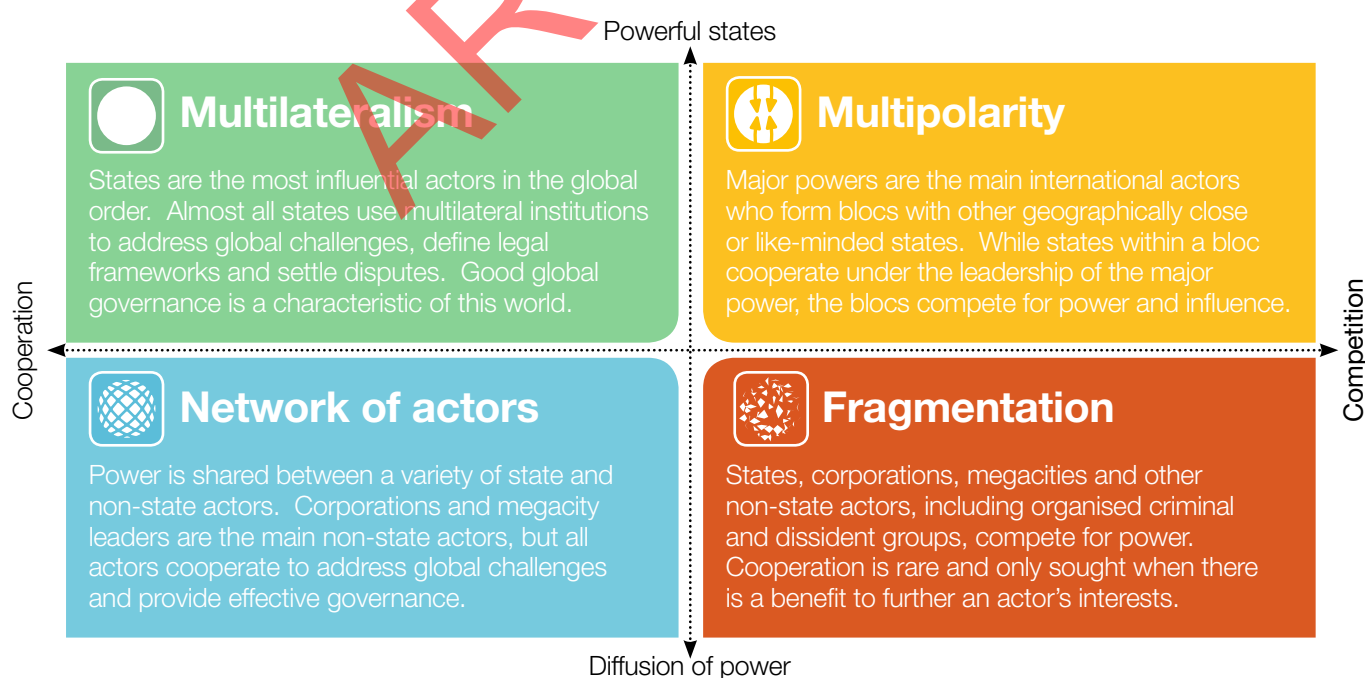 Powerful states
Multilateralism
States are the most influential actors in the global
order. Almost all states use multilateral institutions
to address global challenges, define legal
frameworks and settle disputes. Good global
governance is a characteristic of this world.
Multipolarity
Major powers are the main international actors
who form blocs with other geographically close
or like-minded states. While states within a bloc
cooperate under the leadership of the major
power, the blocs compete for power and influence.
Cooperation
Competition
Network of actors
Power is shared between a variety of state and
non-state actors. Corporations and megacity
leaders are the main non-state actors, but all
actors cooperate to address global challenges
and provide effective governance.
Fragmentation
States, corporations, megacities and other
non-state actors, including organised criminal
and dissident groups, compete for power.
Cooperation is rare and only sought when there
is a benefit to further an actor's interests.
Diffusion of power